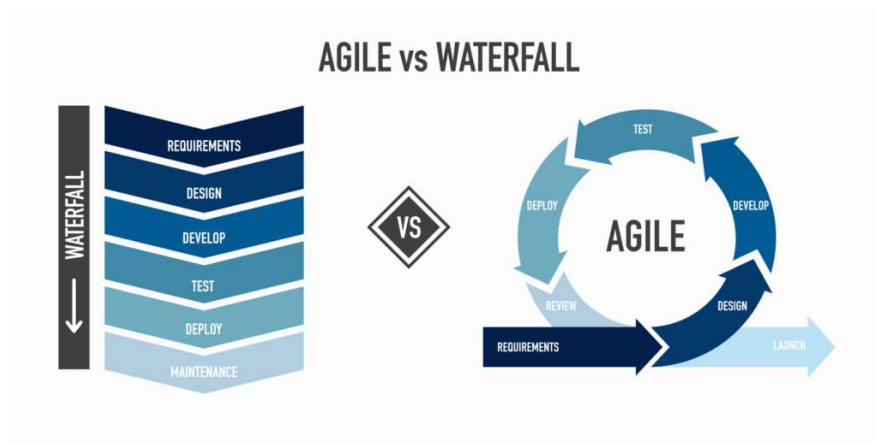 AGILE vs WATERFALL
WATERFALL
REQUIREMENTS
DESIGN
DEVELOP
TEST
DEPLOY
MAINTENANCE
VS
AGILE
TEST
DEPLOY
DEVELOP
REVIEW
DESIGN
REQUIREMENTS
LAUNCH